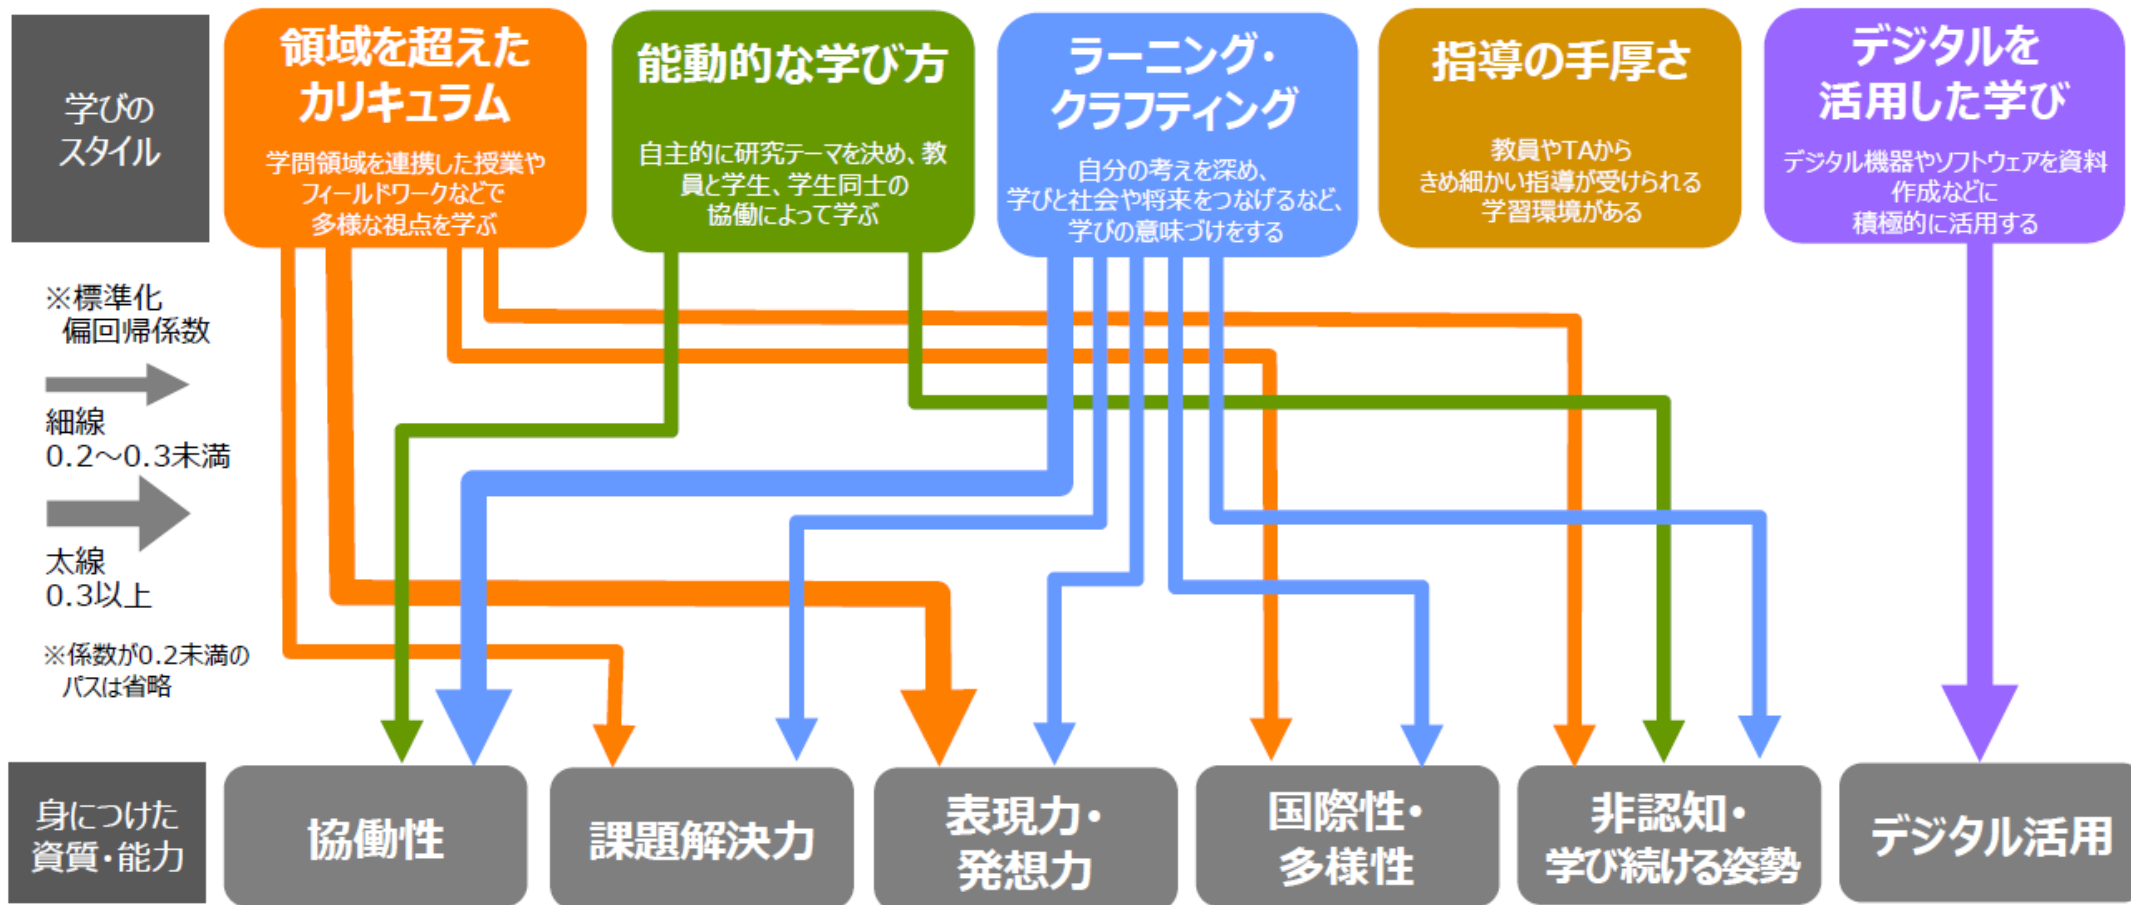 学びの
スタイル
領域を超えた
カリキュラム
学問領域を連携した授業や
フィールドワークなどで
多様な視点を学ぶ
能動的な学び方
自主的に研究テーマを決め、教
員と学生、学生同士の
協働によって学ぶ
ラーニング・
クラフティング
自分の考えを深め、
学びと社会や将来をつなげるなど、
学びの意味づけをする
指導の手厚さ
教員やTAから
きめ細かい指導が受けられる
学習環境がある
デジタルを
活用した学び
デジタル機器やソフトウェアを資料
作成などに
積極的に活用する
※標準化
偏回帰係数
細線
0.2～0.3未満
太線
0.3以上
※係数が0.2未満の
パスは省略
身につけた
資質・能力
協働性
課題解決力
表現力・
発想力
国際性・
多様性
非認知・
学び続ける姿勢
デジタル活用